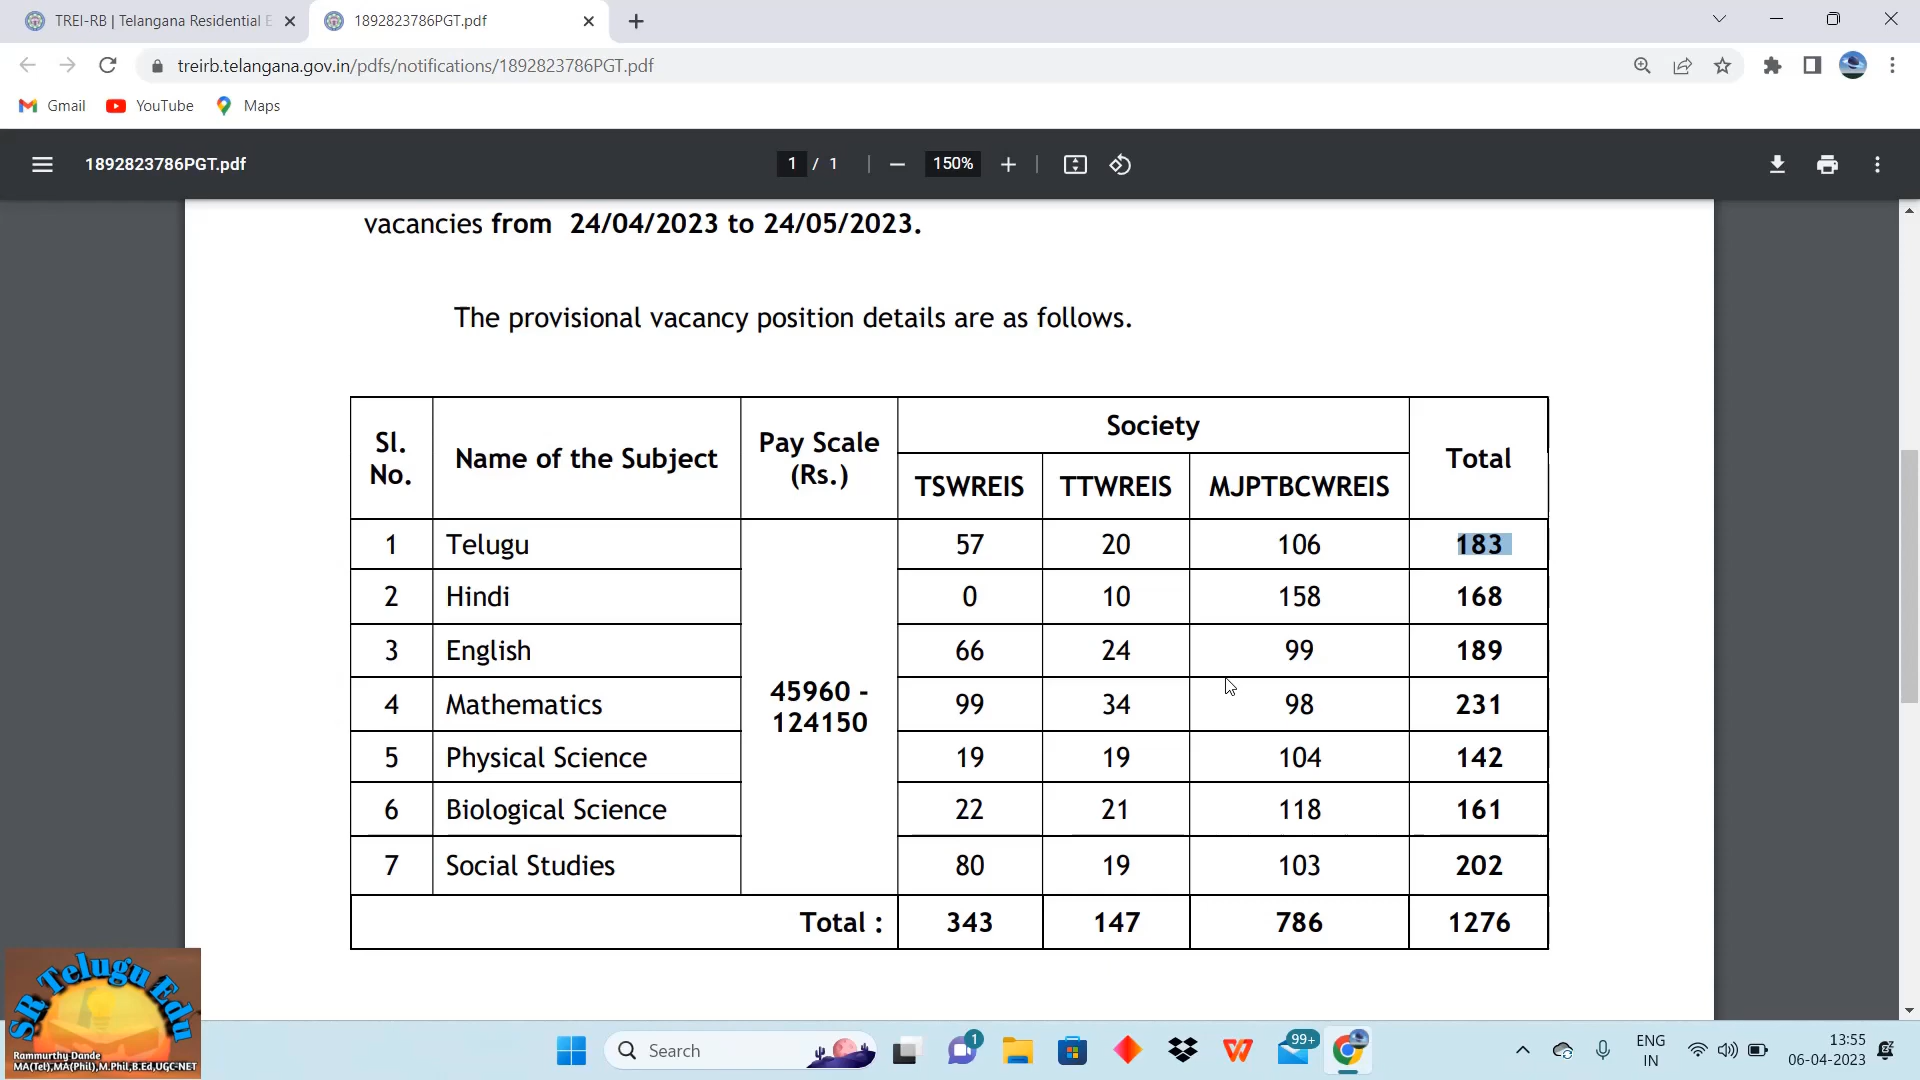 TREI-RB | Telangana Residential E
1892823786PGT.pdf
treirb.telangana.gov.in/pdfs/notifications/1892823786PGT.pdf
Gmail YouTube Maps
1892823786PGT.pdf 1 / 1 150%
vacancies from 24/04/2023 to 24/05/2023.
The provisional vacancy position details are as follows.
Sl. No. Name of the Subject Pay Scale (Rs.) Society Total
TSWREIS TTWREIS MJPTBCWREIS
1 Telugu 57 20 106 183
2 Hindi 0 10 158 168
3 English 66 24 99 189
45960 - 124150
4 Mathematics 99 34 98 231
5 Physical Science 19 19 104 142
6 Biological Science 22 21 118 161
7 Social Studies 80 19 103 202
Total : 343 147 786 1276
SR Telugu Edu
Rammurthy Dande
MA(Tel),MA(Phil),M.Phil,B.Ed,UGC-NET
Search 1 99+ ENG IN 13:55
06-04-2023